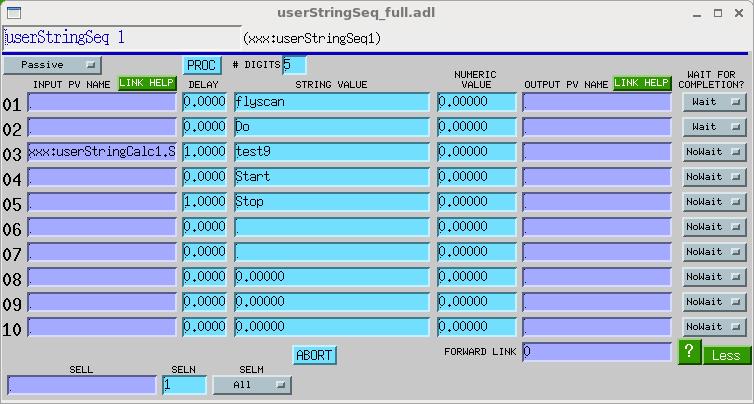 userStringSeq_full.adl
userStringSeq 1 (xxx:userStringSeq1)
Passive PROC # DIGITS 5
INPUT PV NAME LINK HELP DELAY STRING VALUE NUMERIC VALUE OUTPUT PV NAME LINK HELP WAIT FOR COMPLETION?
01 0.0000 flyscan 0.00000 Wait
02 0.0000 Do 0.00000 Wait
03 xxx:userStringCalc1.S 1.0000 test9 0.00000 NoWait
04 0.0000 Start 0.00000 NoWait
05 1.0000 Stop 0.00000 NoWait
06 0.0000 0.00000 NoWait
07 0.0000 0.00000 NoWait
08 0.0000 0.00000 0.00000 NoWait
09 0.0000 0.00000 0.00000 NoWait
10 0.0000 0.00000 0.00000 NoWait
ABORT FORWARD LINK 0 ? Less
SELL SELN SELM
1 All